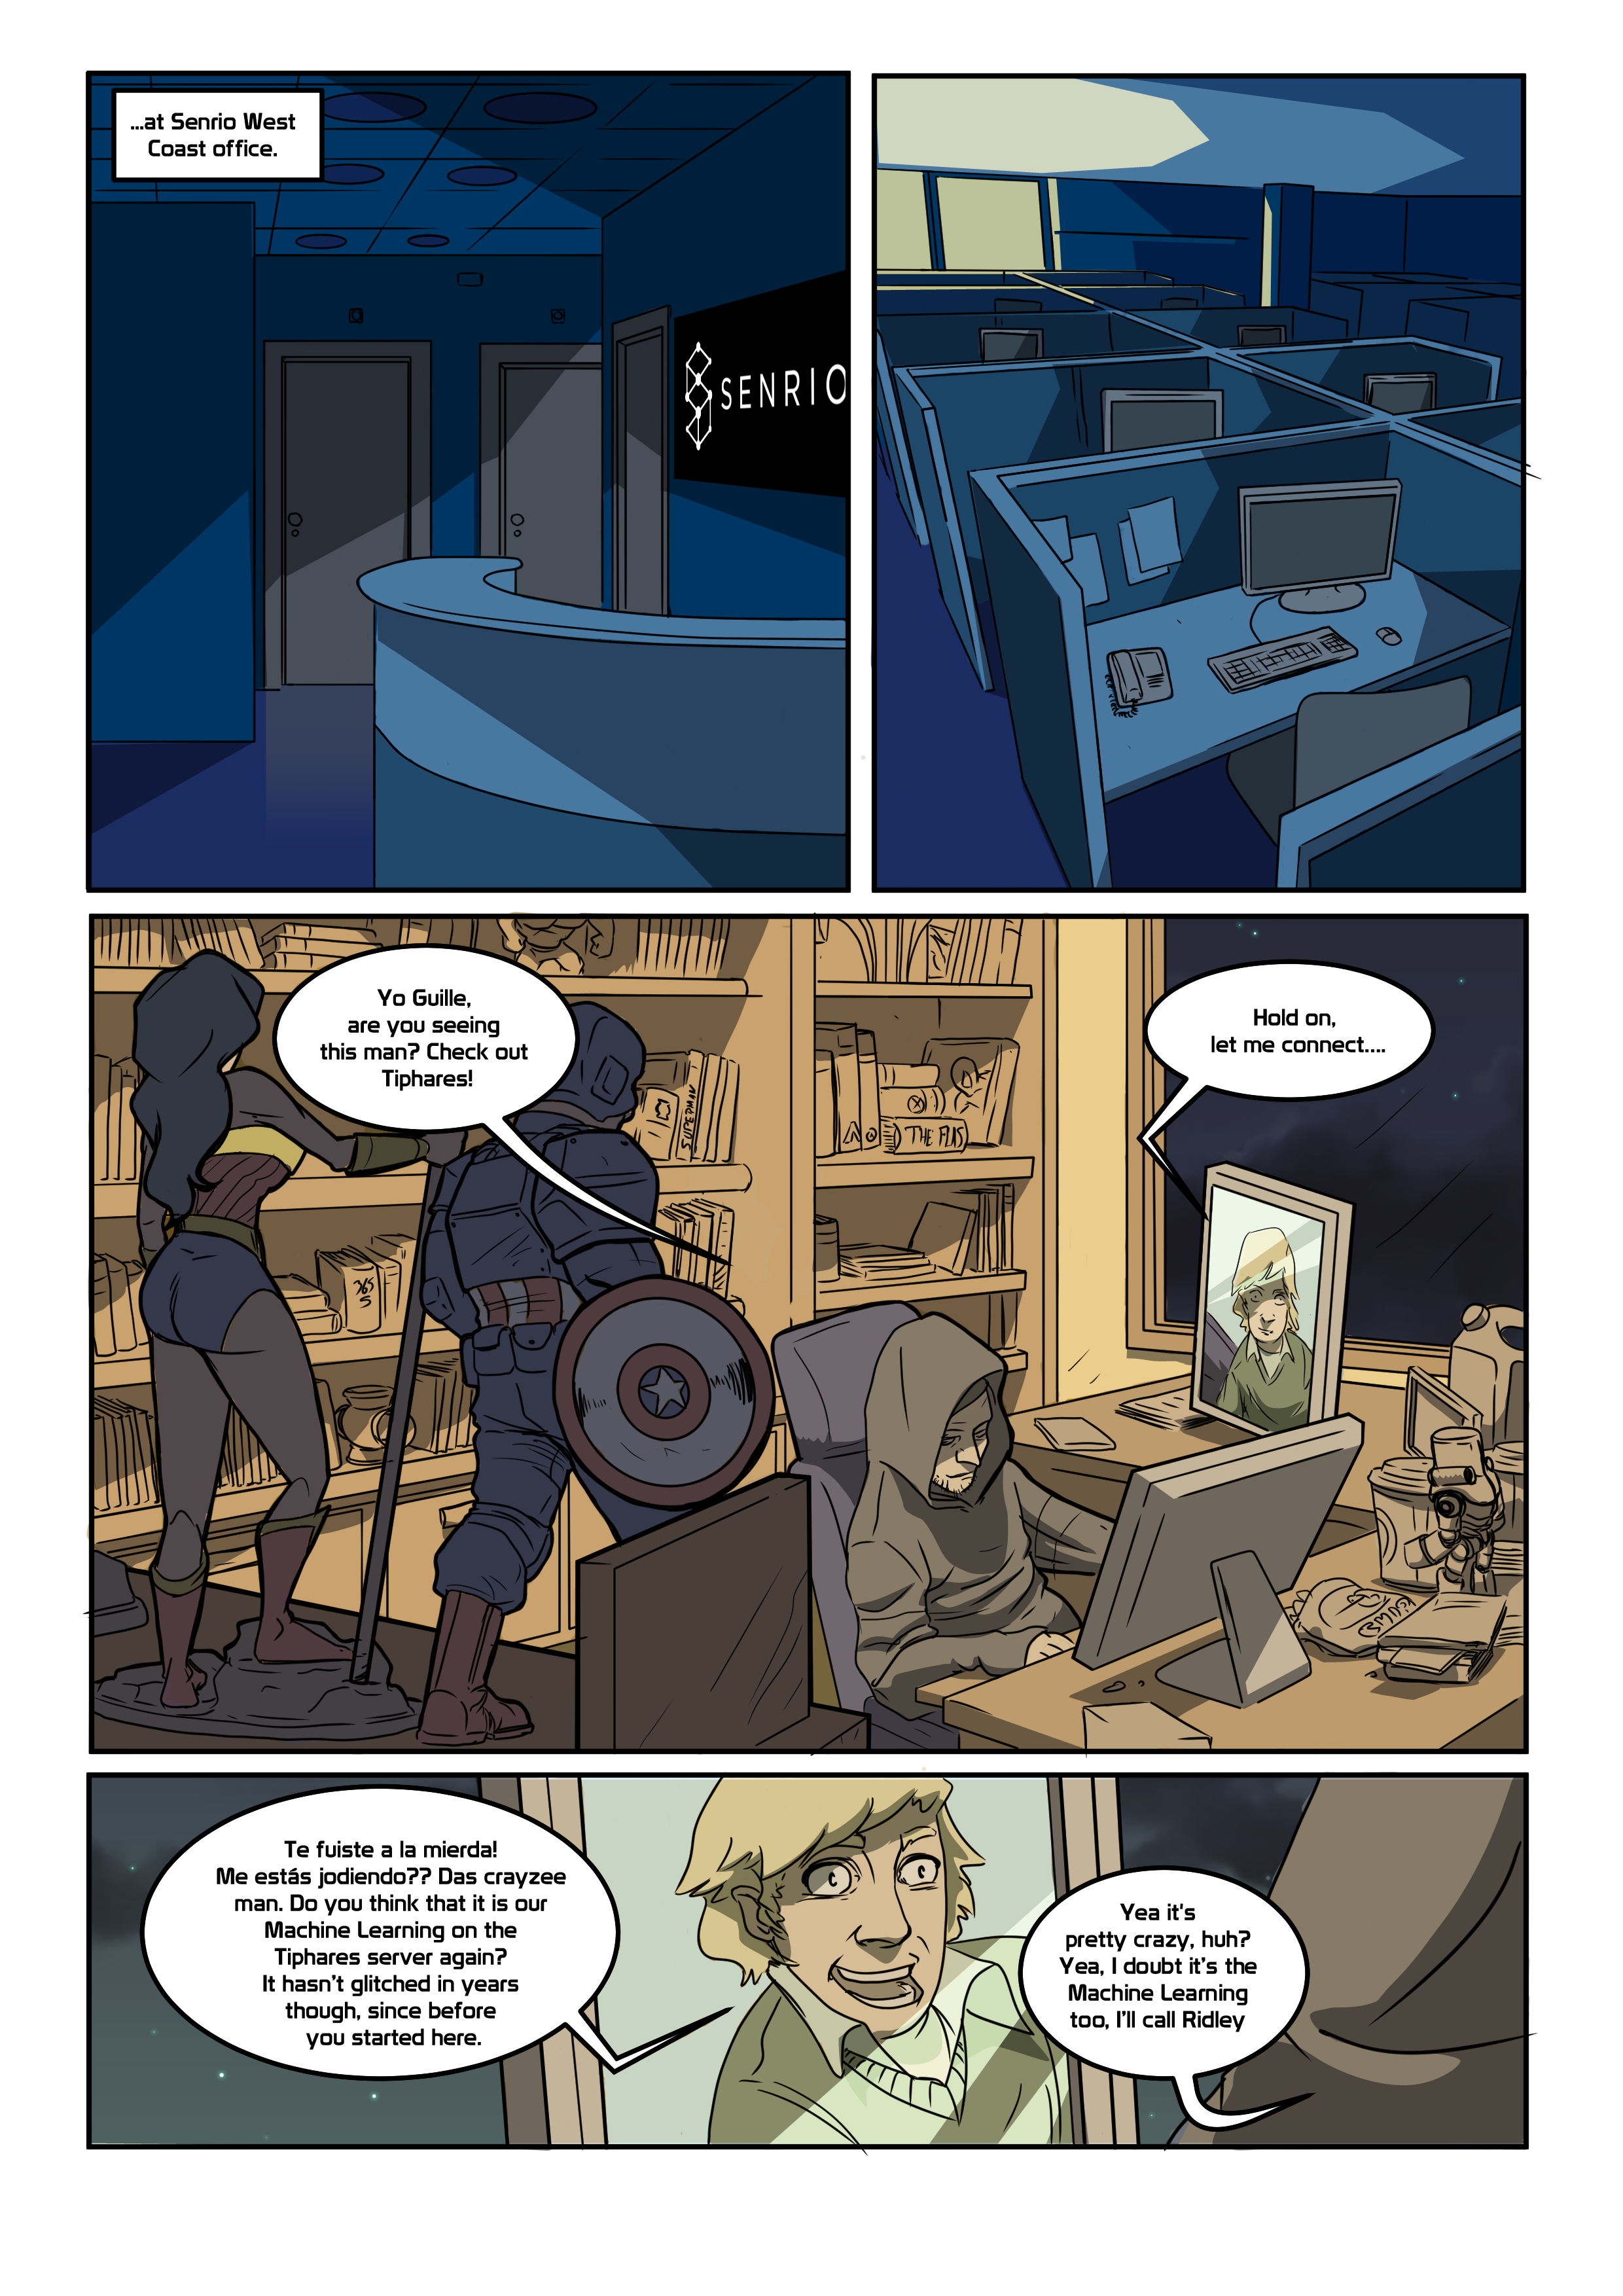 ...at Senrio West
Coast office.
SENRIO
Yo Guille,
are you seeing
this man? Check out
Tiphares!
Hold on,
let me connect....
SUPERMAN
THE FLAS
365
S
Te fuiste a la mierda!
Me estás jodiendo?? Das crayzee
man. Do you think that it is our
Machine Learning on the
Tiphares server again?
It hasn't glitched in years
though, since before
you started here.
Yea it's
pretty crazy, huh?
Yea, I doubt it's the
Machine Learning
too, I'll call Ridley